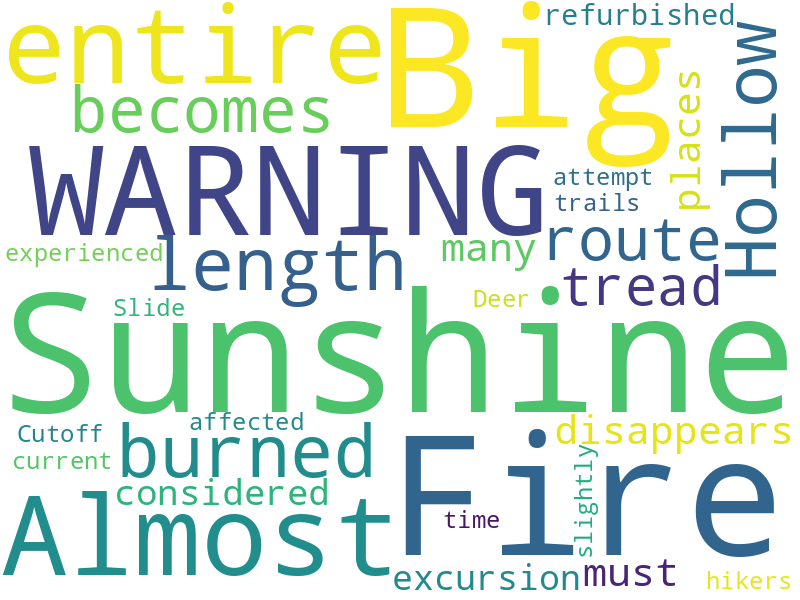 refurbished
entire
Big
Hollow
becomes
places
WARNING
attempt
trails
experienced
length
many
route
tread
Slide
Deer
Sunshine
Cutoff
affected
disappears
current
burned
Fire
slightly
considered
Almost
time
excursion
must
hikers